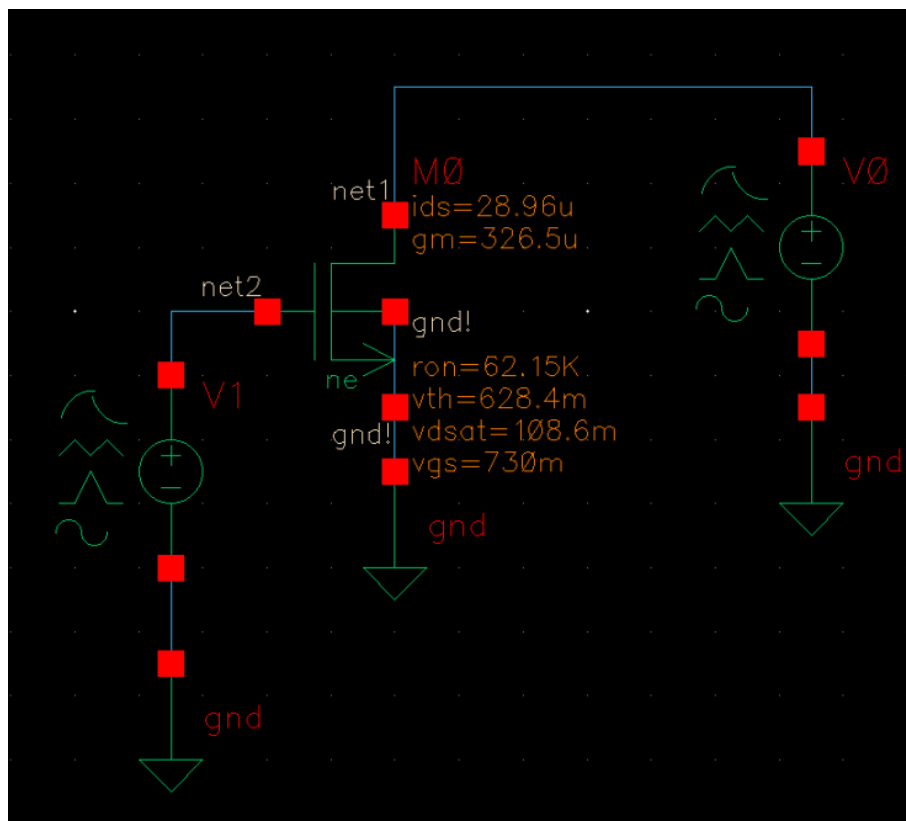 M0
V0
net1
ids=28.96u
gm=326.5u
net2
gnd!
ne
ron=62.15K
V1
vth=628.4m
gnd!
vdsat=108.6m
vgs=730m
gnd
gnd
gnd